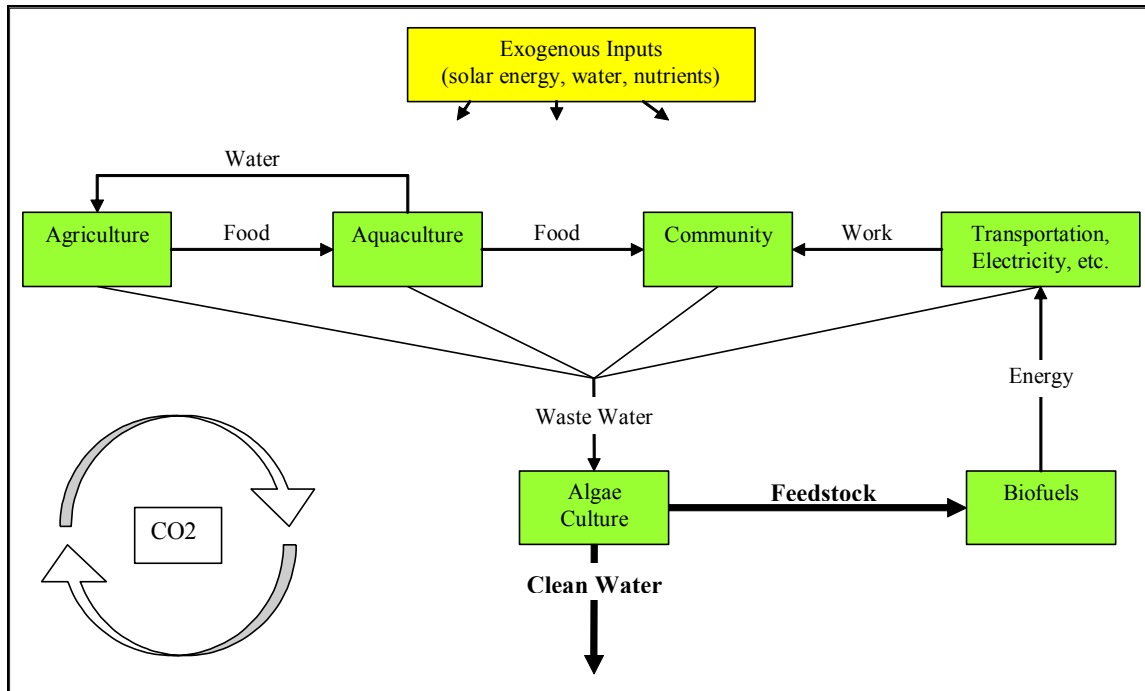 Exogenous Inputs
(solar energy, water, nutrients)
Water
Agriculture
Food
Aquaculture
Food
Community
Work
Transportation,
Electricity, etc.
Energy
Waste Water
Algae
Culture
Feedstock
Biofuels
CO2
Clean Water